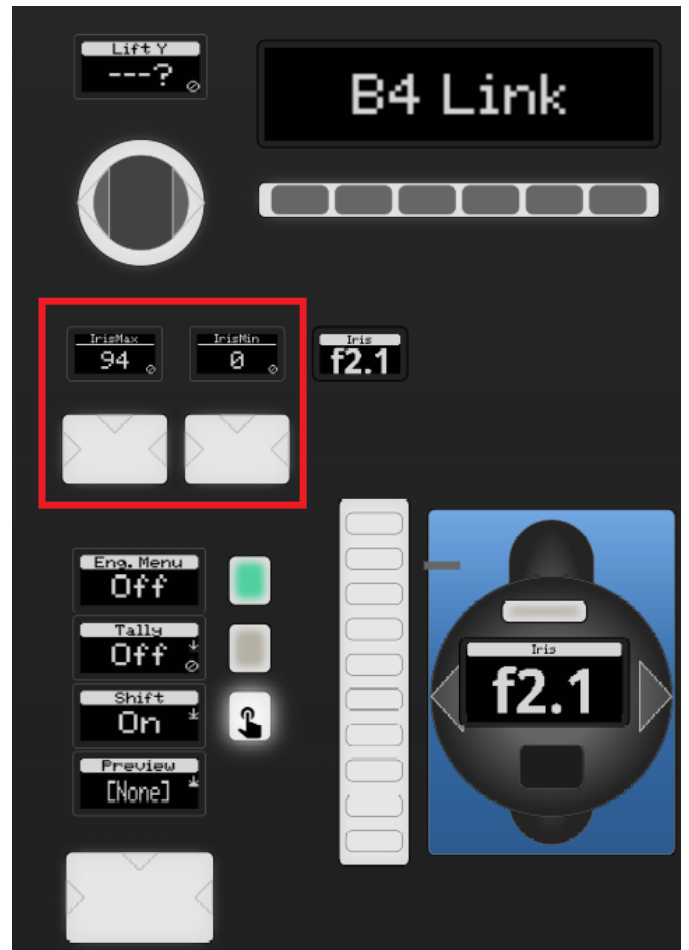 Lift Y
---?
B4 Link
IrisMax
94
IrisMin
0
Iris
f2.1
Eng. Menu
Off
Tally
Off
Shift
On
Preview
[None]
Iris
f2.1